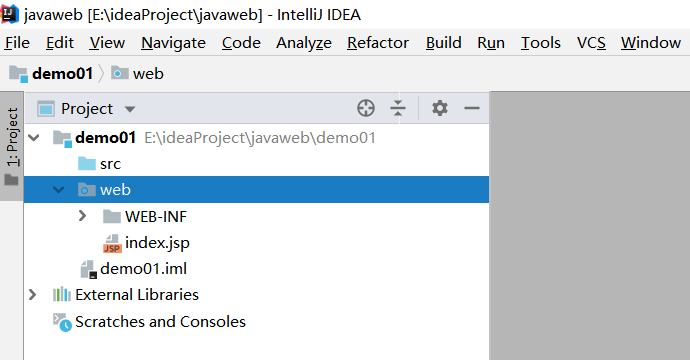 javaweb [E:\ideaProject\javaweb] - IntelliJ IDEA
File Edit View Navigate Code Analyze Refactor Build Run Tools VCS Window
demo01 web
1: Project
Project
demo01 E:\ideaProject\javaweb\demo01
src
web
WEB-INF
JSP index.jsp
demo01.iml
External Libraries
Scratches and Consoles